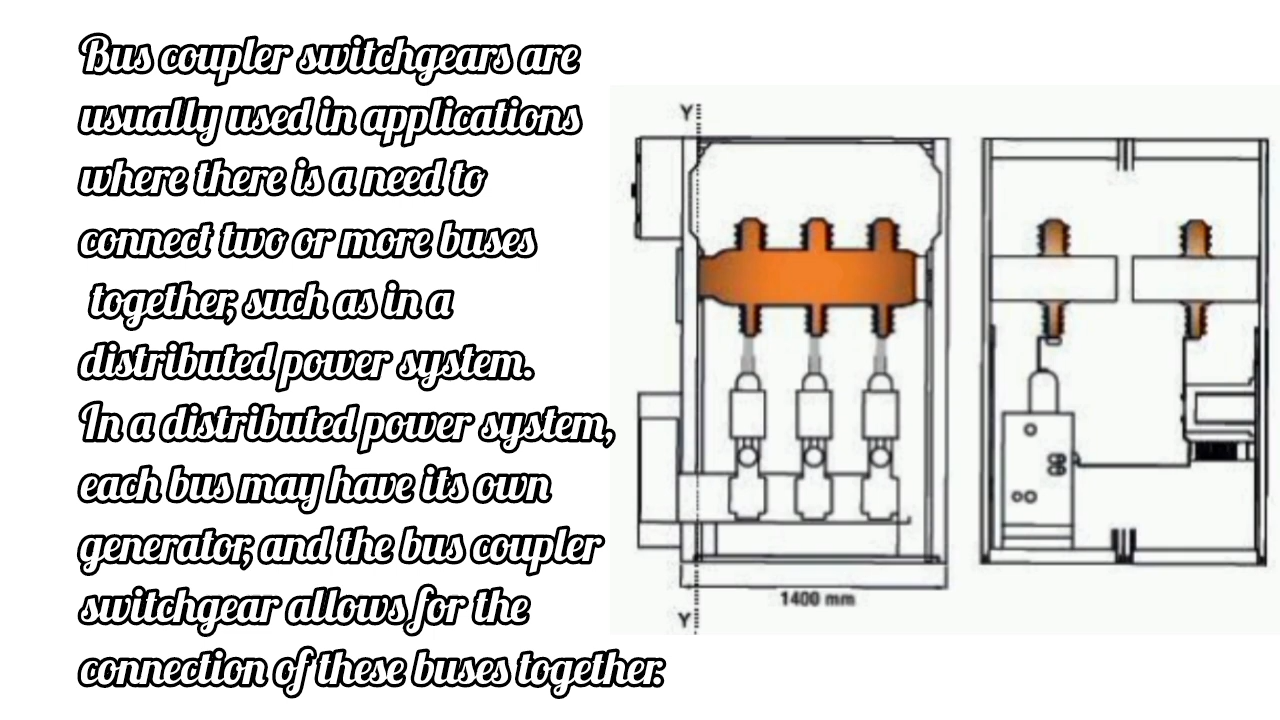 Bus coupler switchgears are
usually used in applications
where there is a need to
connect two or more buses
together, such as in a
distributed power system.
In a distributed power system,
each bus may have its own
generator, and the bus coupler
switchgear allows for the
connection of these buses together.
Y
1400 mm
Y